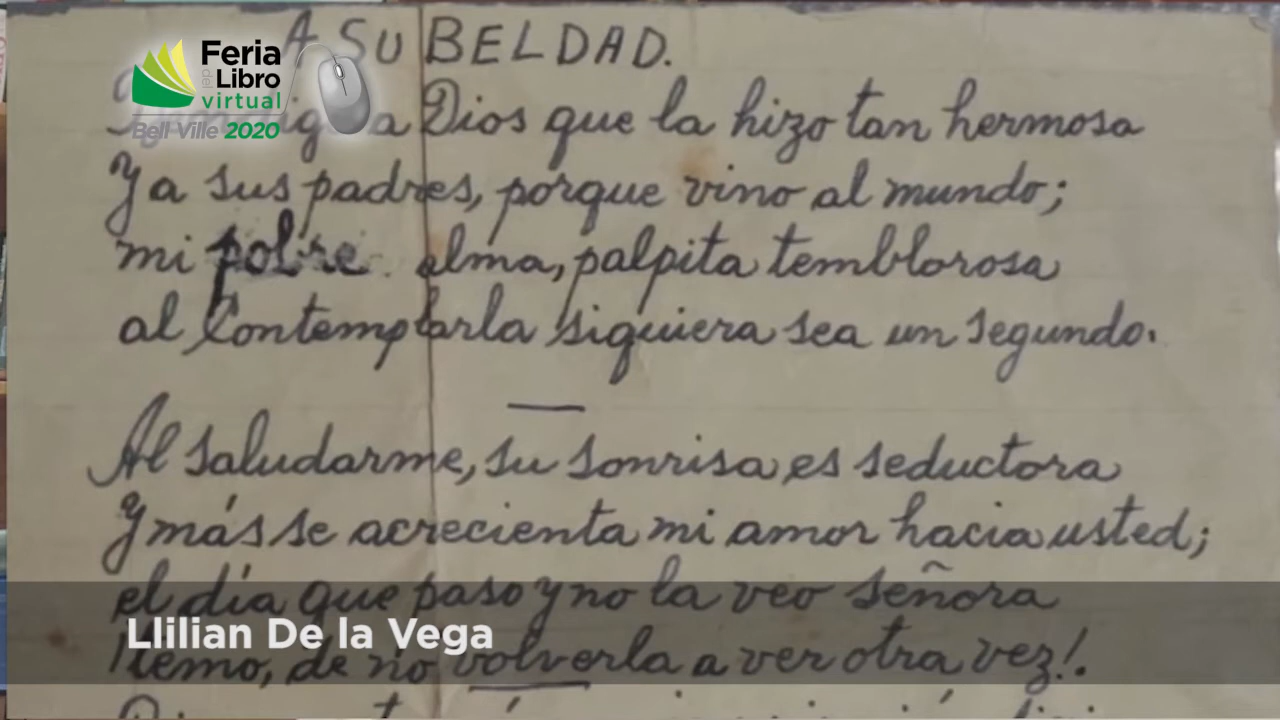 A SU BELDAD.
Feria
del
Libro
virtual
Bell Ville 2020
a Dios que la hizo tan hermosa
Y a sus padres, porque vino al mundo;
mi pobre alma, palpita temblorosa
al Contemplarla siquiera sea un segundo.
Al saludarme, su sonrisa es seductora
Y más se acrecienta mi amor hacia usted;
el día que paso y no la veo señora
temo, de no volverla a ver otra vez!.
Llilian De la Vega